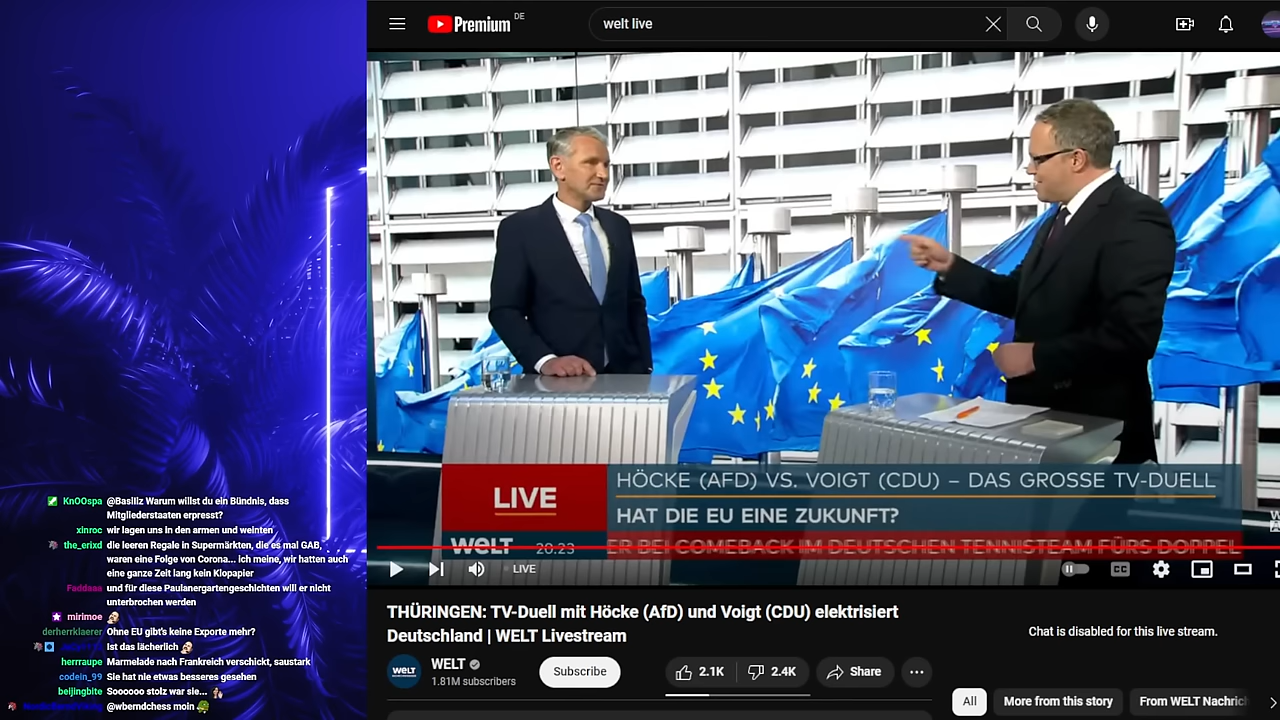 Premium DE
welt live
HÖCKE (AFD) VS. VOIGT (CDU) – DAS GROSSE TV-DUELL
LIVE
HAT DIE EU EINE ZUKUNFT?
WELT 20:23 ER BEI COMEBACK IM DEUTSCHEN TENNISTEAM FÜRS DOPPEL
LIVE
CC
THÜRINGEN: TV-Duell mit Höcke (AfD) und Voigt (CDU) elektrisiert
Deutschland | WELT Livestream
Chat is disabled for this live stream.
WELT
WELT
1.81M subscribers
Subscribe
2.1K
2.4K
Share
All
More from this story
From WELT Nachric
KnOOspa @BasIIIz Warum willst du ein Bündnis, dass
Mitgliederstaaten erpresst?
xinroc wir lagen uns in den armen und weinten
the_erixd die leeren Regale in Supermärkten, die es mal GAB,
waren eine Folge von Corona... ich meine, wir hatten auch
eine ganze Zeit lang kein Klopapier
Faddaaa und für diese Paulanergartengeschichten will er nicht
unterbrochen werden
mirimoe
derherrklaerer Ohne EU gibt's keine Exporte mehr?
Ist das lächerlich
herrraupe Marmelade nach Frankreich verschickt, saustark
codein_99 Sie hat nie etwas besseres gesehen
beijingbite Soooooo stolz war sie...
@wberndchess moin